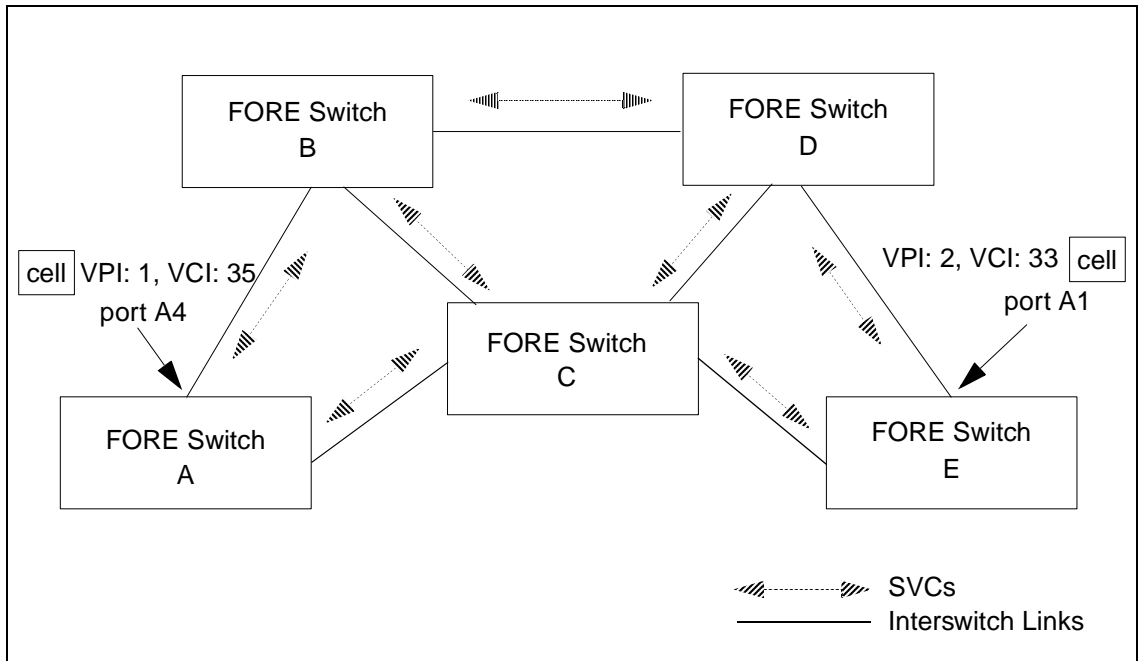 FORE Switch
B
FORE Switch
D
cell VPI: 1, VCI: 35
port A4
VPI: 2, VCI: 33 cell
port A1
FORE Switch
C
FORE Switch
A
FORE Switch
E
SVCs
Interswitch Links